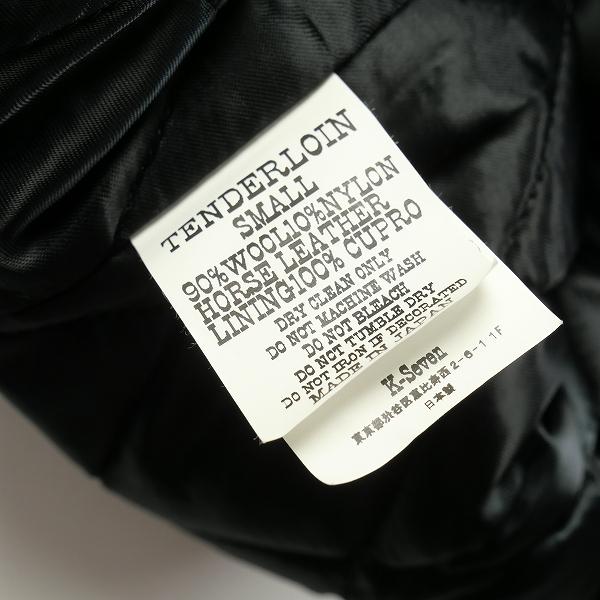 TENDERLOIN
SMALL
90%WOOL10%NYLON
HORSE LEATHER
LINING:100% CUPRO
DRY CLEAN ONLY
DO NOT MACHINE WASH
DO NOT BLEACH
DO NOT TUMBLE DRY
DO NOT IRON IF DECORATED
MADE IN JAPAN
K-Seven
東京都渋谷区恵比寿西2-6-11F
日本製